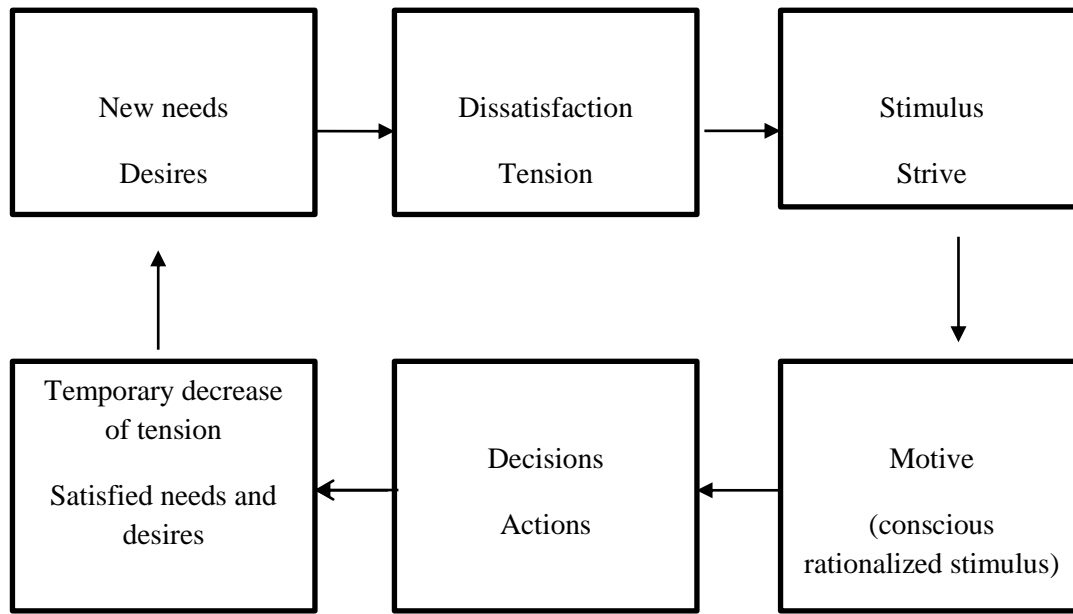 New needs
Desires
Dissatisfaction
Tension
Stimulus
Strive
Temporary decrease
of tension
Satisfied needs and
desires
Decisions
Actions
Motive
(conscious
rationalized stimulus)